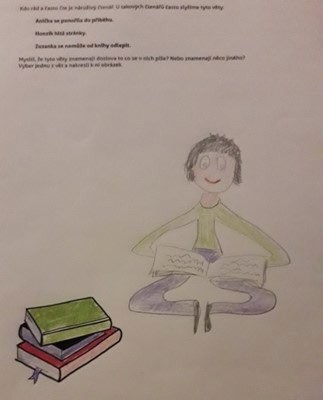 Kdo rád a často čte je náruživý čtenář. U takových čtenářů často slyšíme tyto věty:
Anička se ponořila do příběhu.
Honzík hltá stránky.
Zuzanka se nemůže od knihy odlepit.
Myslíš, že tyto věty znamenají doslova to co se v nich píše? Nebo znamenají něco jiného?
Vyber jednu z vět a nakresli k ní obrázek.